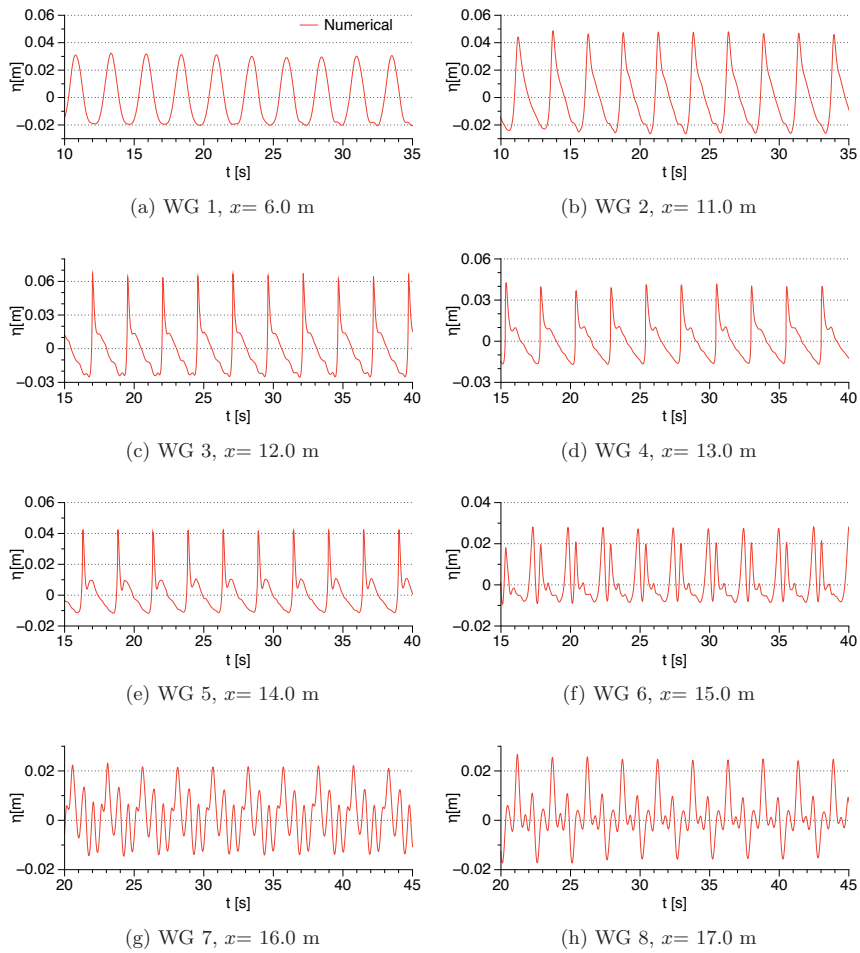 0.06
0.04
0.02
0
−0.02
η[m]
Numerical
10 15 20 25 30 35
t [s]
(a) WG 1, x= 6.0 m
0.06
0.04
0.02
0
−0.02
η[m]
10 15 20 25 30 35
t [s]
(b) WG 2, x= 11.0 m
0.06
0.03
0
−0.03
η[m]
15 20 25 30 35 40
t [s]
(c) WG 3, x= 12.0 m
0.06
0.03
0
−0.03
η[m]
15 20 25 30 35 40
t [s]
(d) WG 4, x= 13.0 m
0.06
0.04
0.02
0
−0.02
η[m]
15 20 25 30 35 40
t [s]
(e) WG 5, x= 14.0 m
0.04
0.02
0
−0.02
η[m]
15 20 25 30 35 40
t [s]
(f) WG 6, x= 15.0 m
0.02
0
−0.02
η[m]
20 25 30 35 40 45
t [s]
(g) WG 7, x= 16.0 m
0.02
0
−0.02
η[m]
20 25 30 35 40 45
t [s]
(h) WG 8, x= 17.0 m